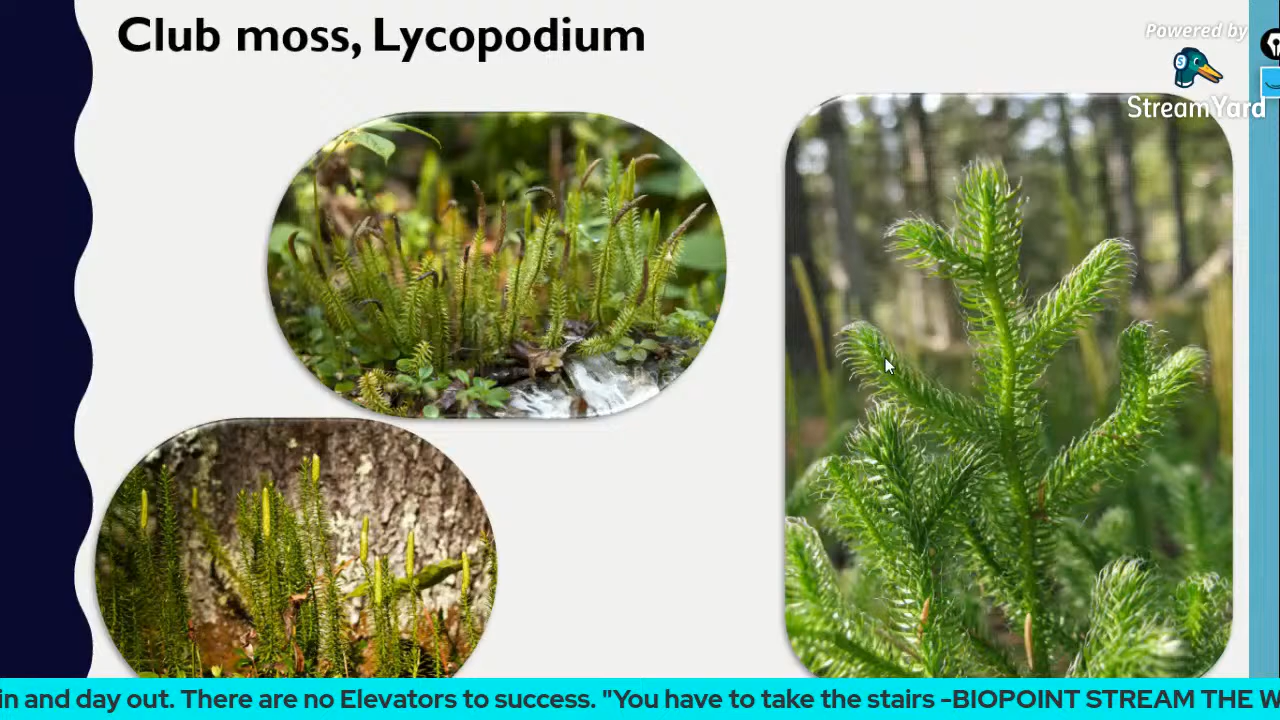 Club moss, Lycopodium
Powered by
StreamYard
in and day out. There are no Elevators to success. "You have to take the stairs -BIOPOINT STREAM THE W